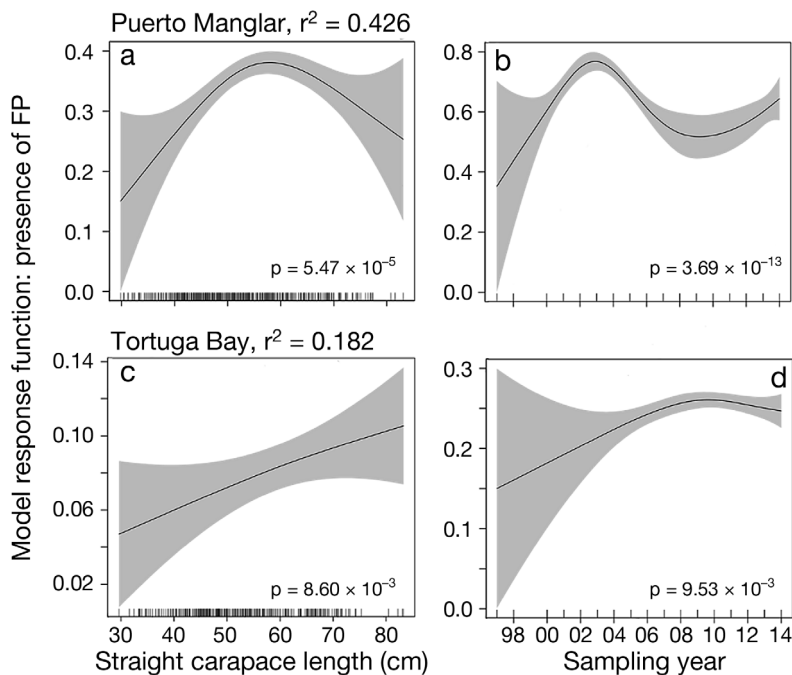 Puerto Manglar, r² = 0.426
Model response function: presence of FP
a
0.4
0.3
0.2
0.1
0.0
p = 5.47 × 10⁻⁵
b
0.8
0.6
0.4
0.2
0.0
p = 3.69 × 10⁻¹³
Tortuga Bay, r² = 0.182
c
0.14
0.10
0.06
0.02
p = 8.60 × 10⁻³
30 40 50 60 70 80
Straight carapace length (cm)
d
0.3
0.2
0.1
0.0
p = 9.53 × 10⁻³
98 00 02 03 06 08 10 12 14
Sampling year